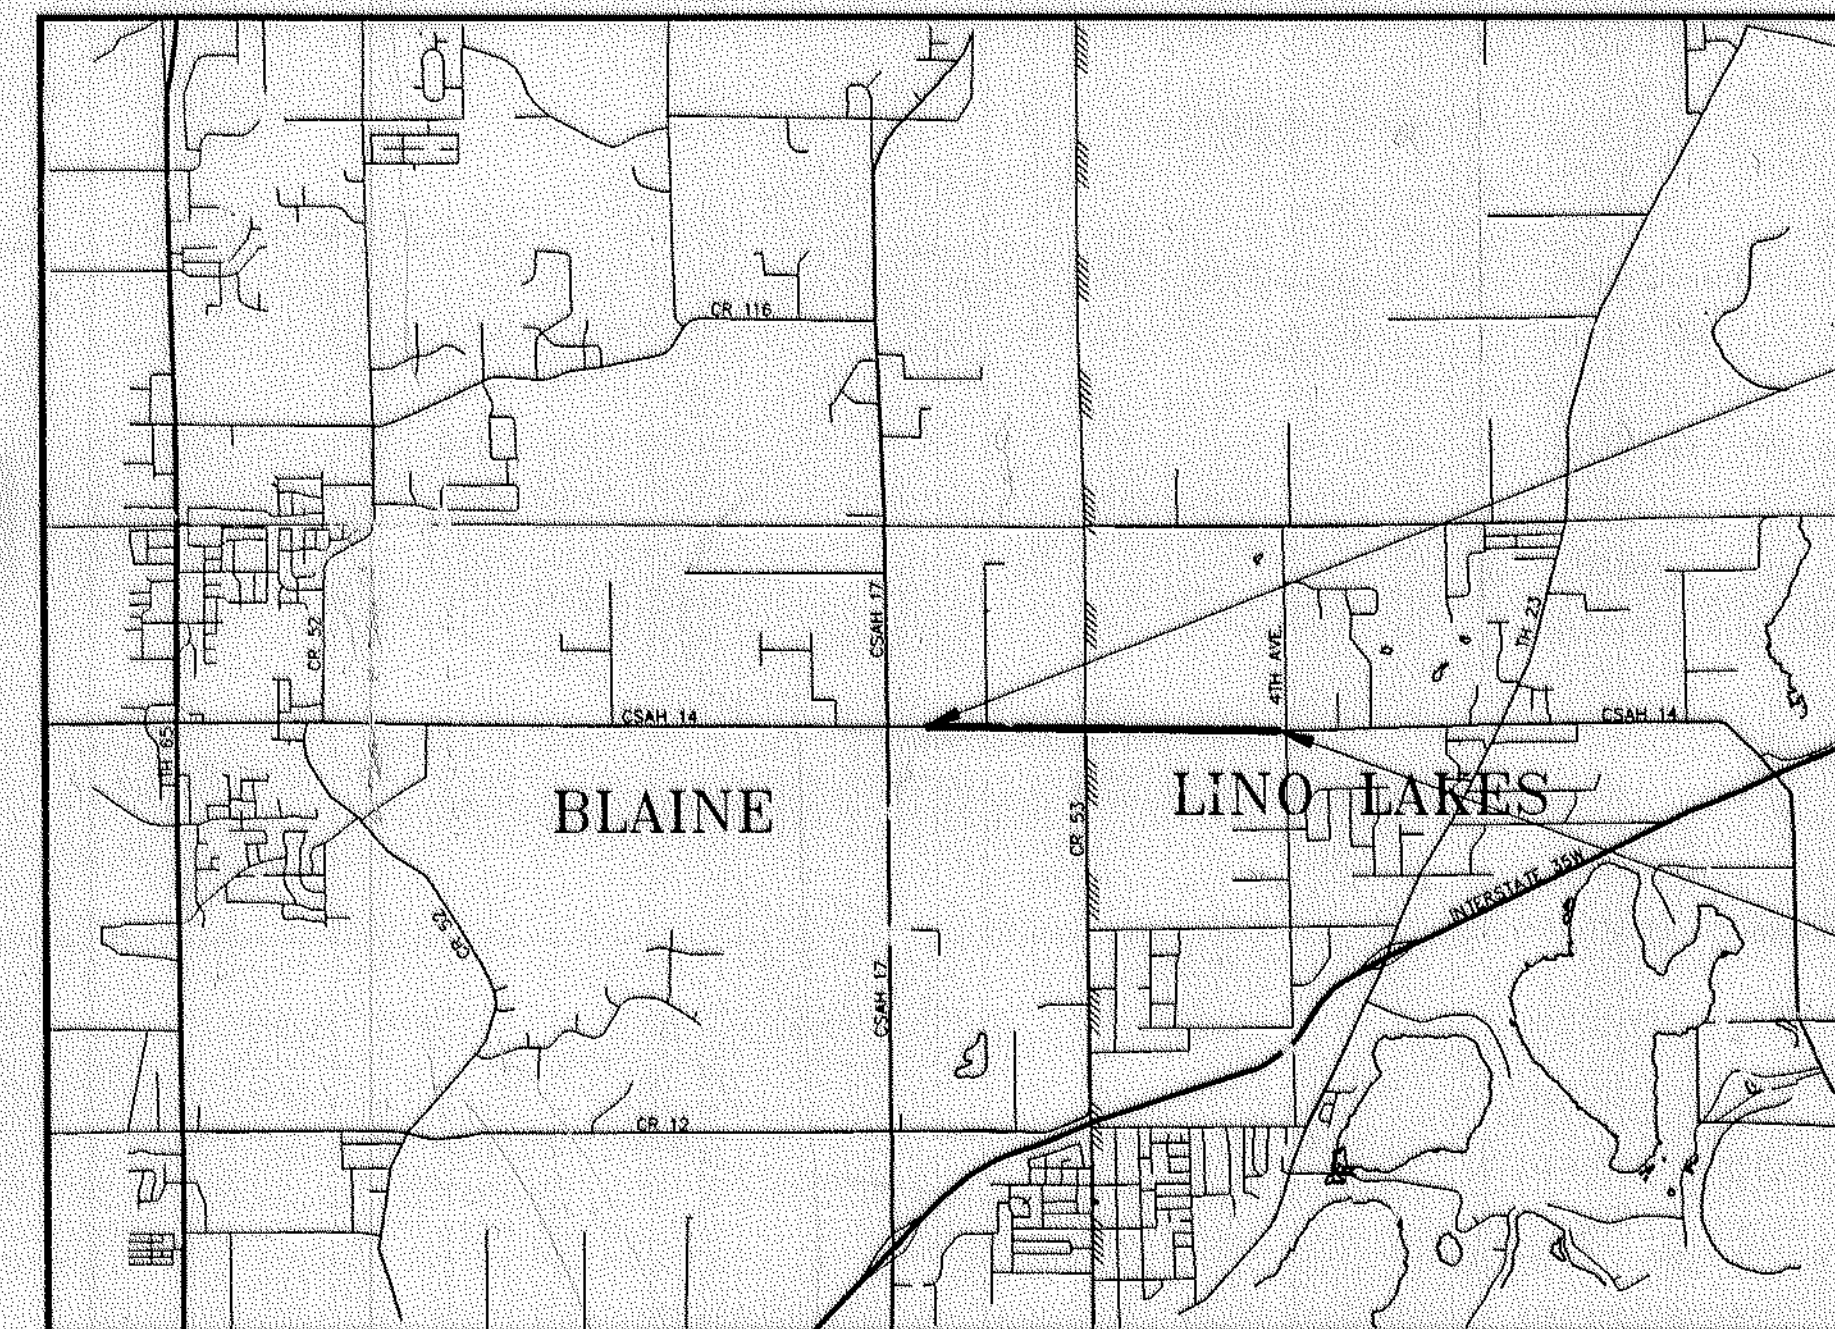 CR 116
CSAH 17
CR 52
4TH AVE
TH 23
CSAH 14
CSAH 14
TH 65
BLAINE
LINO LAKES
CR 53
INTERSTATE 35W
CR 52
CSAH 17
CR 12